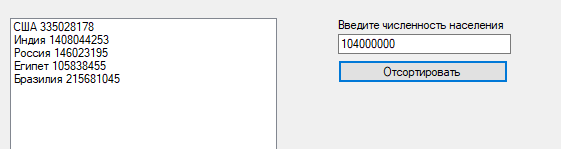 США 335028178
Индия 1408044253
Россия 146023195
Египет 105838455
Бразилия 215681045
Введите численность населения
104000000
Отсортировать